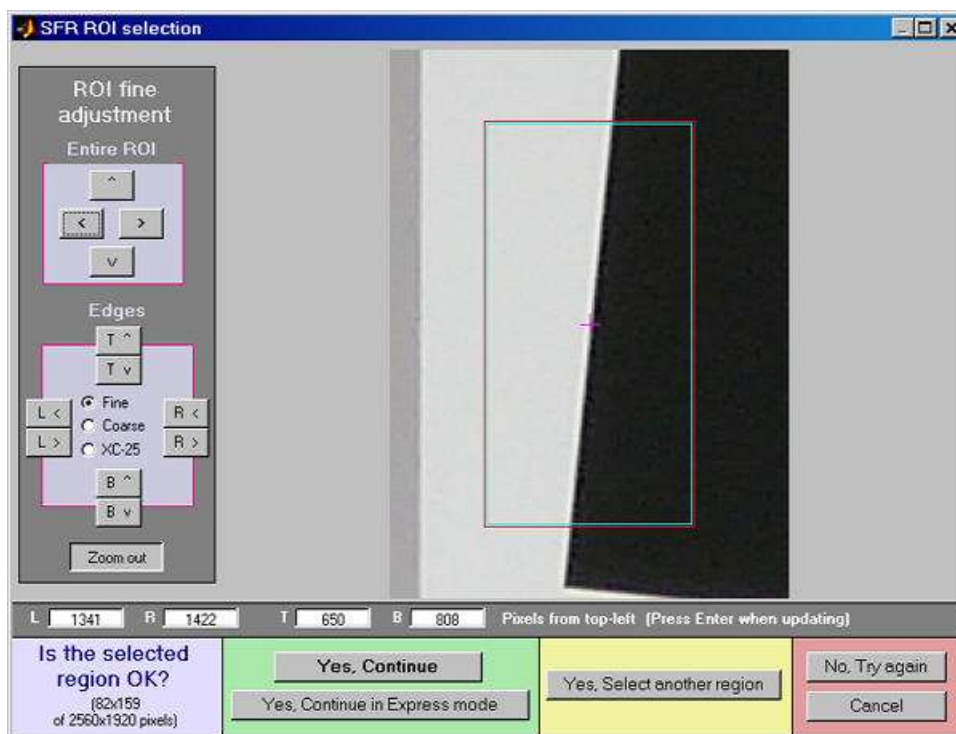 SFR ROI selection
ROI fine
adjustment
Entire ROI
^
< >
v
Edges
T ^
T v
Fine
L < R <
Coarse
L > R >
XC-25
B ^
B v
Zoom out
L 1341 R 1422 T 650 B 808 Pixels from top-left (Press Enter when updating)
Is the selected
region OK?
(82x159
of 2560x1920 pixels)
Yes, Continue
Yes, Continue in Express mode
Yes, Select another region
No, Try again
Cancel